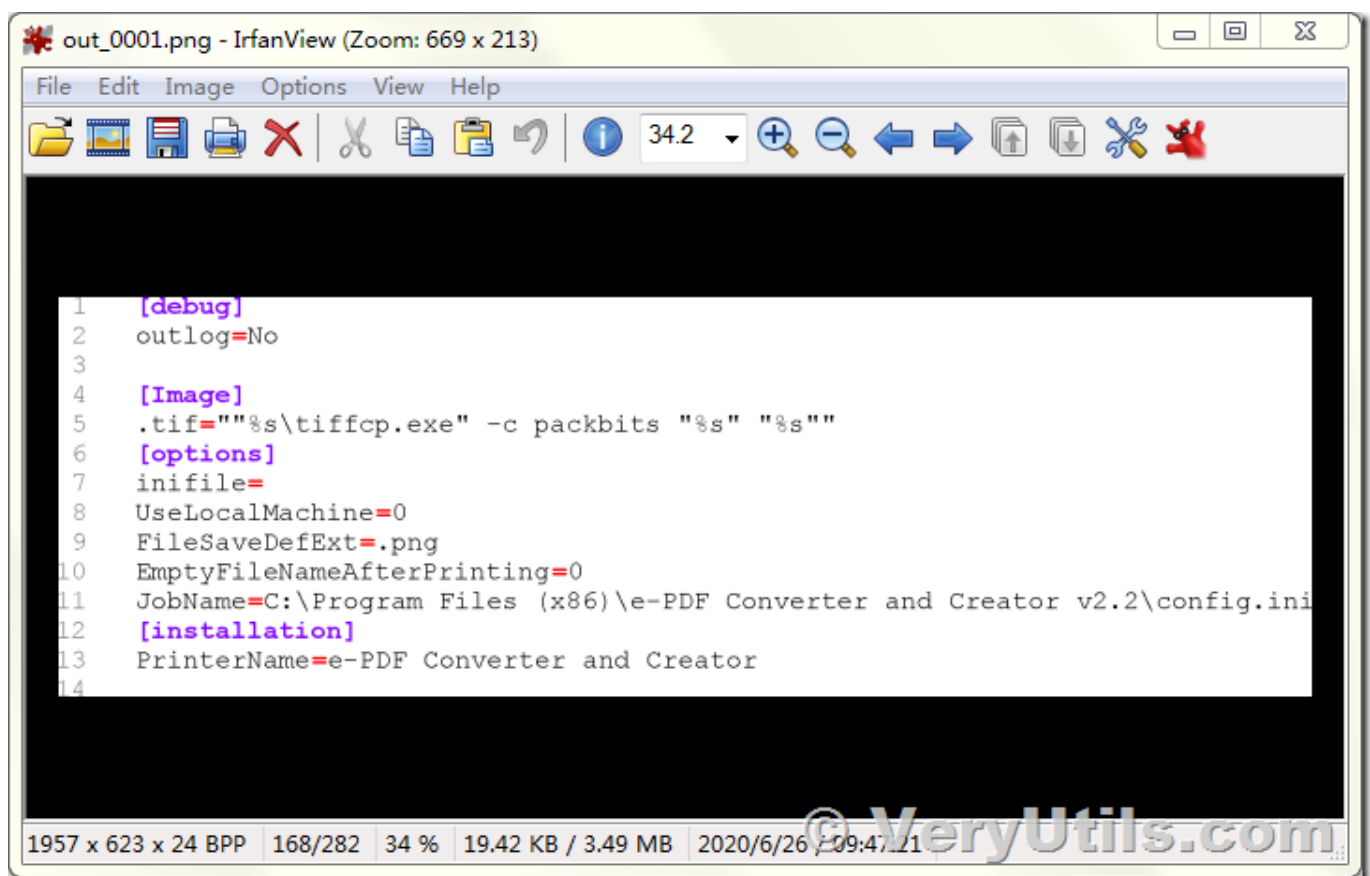 out_0001.png - IrfanView (Zoom: 669 x 213)
File Edit Image Options View Help
34.2
1 [debug]
2 outlog=No
3
4 [Image]
5 .tif=""%s\tiffcp.exe" -c packbits "%s" "%s""
6 [options]
7 inifile=
8 UseLocalMachine=0
9 FileSaveDefExt=.png
10 EmptyFileNameAfterPrinting=0
11 JobName=C:\Program Files (x86)\e-PDF Converter and Creator v2.2\config.ini
12 [installation]
13 PrinterName=e-PDF Converter and Creator
14
© VeryUtils.com
1957 x 623 x 24 BPP 168/282 34 % 19.42 KB / 3.49 MB 2020/6/26 / 09:47:21